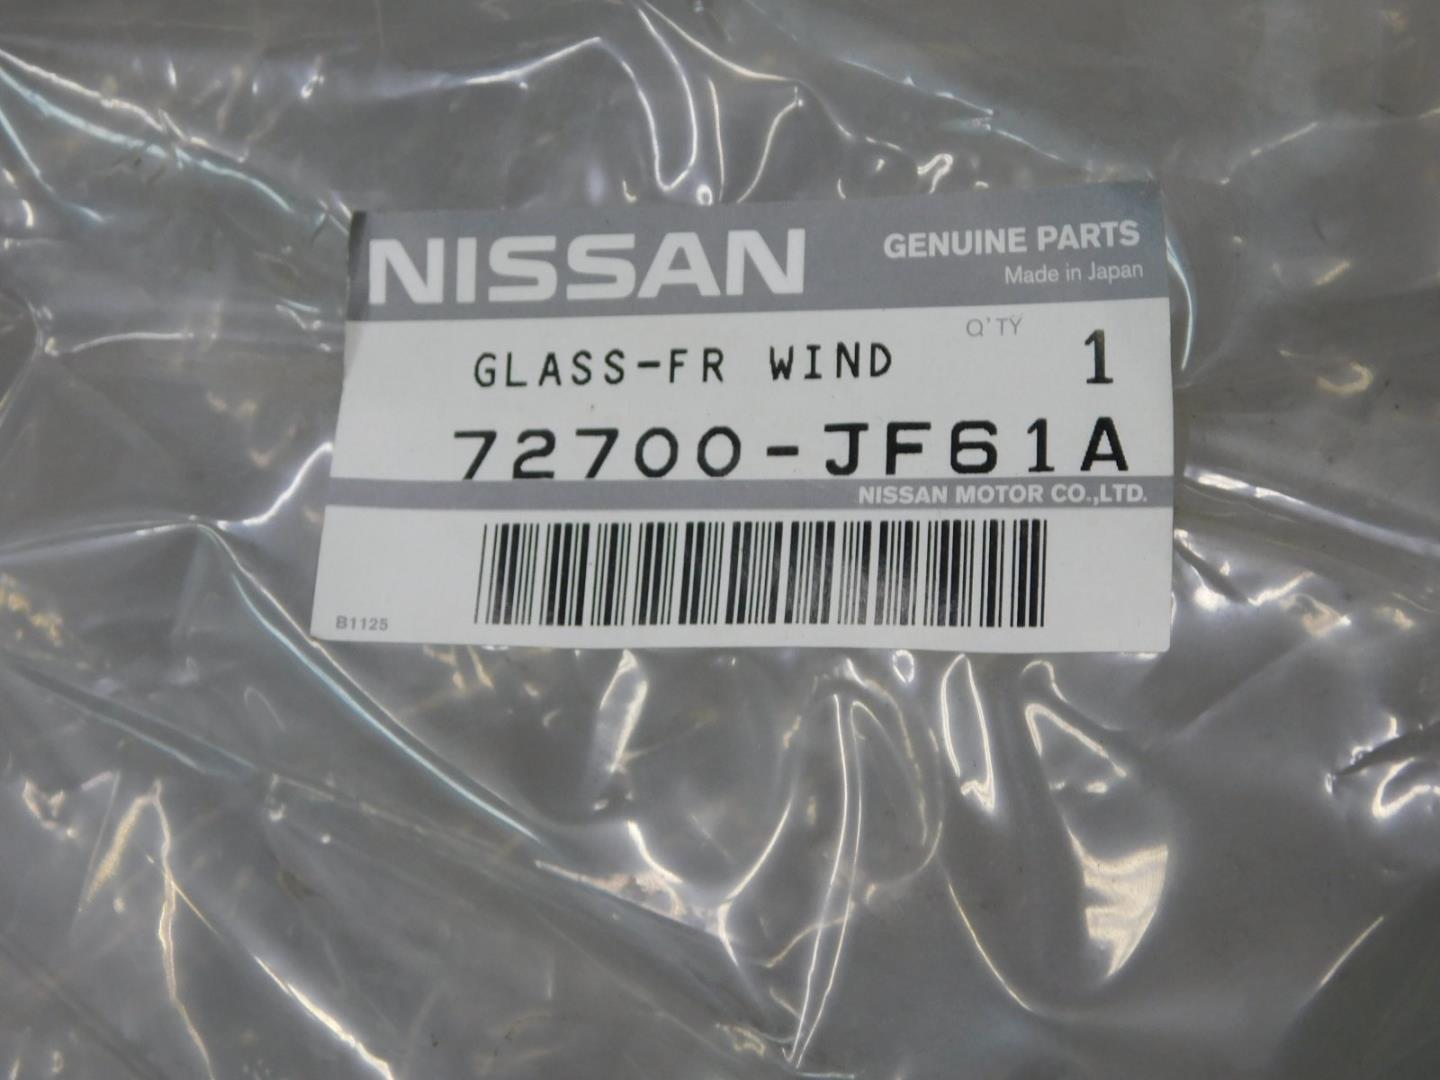 NISSAN
GENUINE PARTS
Made in Japan
Q'TY
GLASS-FR WIND 1
72700-JF61A
NISSAN MOTOR CO.,LTD.
B1125